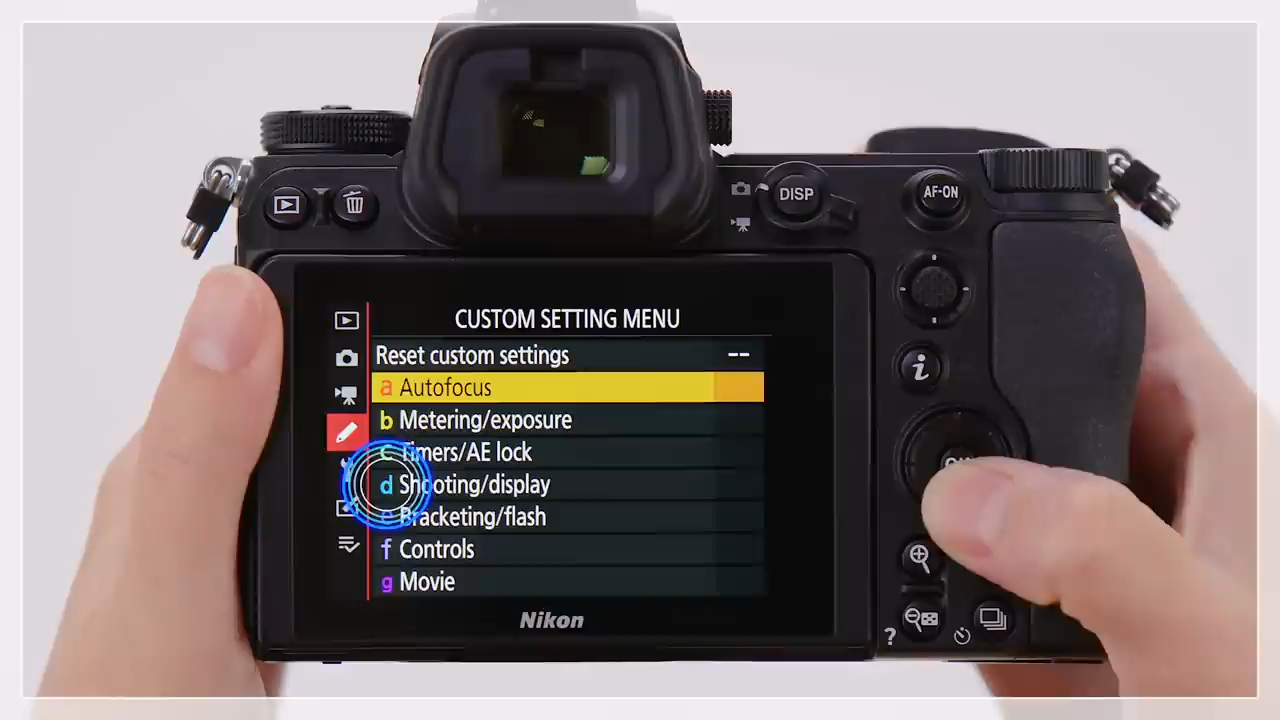 DISP
AF-ON
i
CUSTOM SETTING MENU
Reset custom settings --
a Autofocus
b Metering/exposure
c Timers/AE lock
d Shooting/display
e Bracketing/flash
f Controls
g Movie
Nikon
?